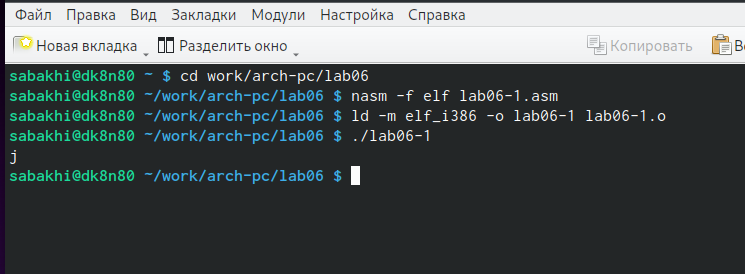 Файл Правка Вид Закладки Модули Настройка Справка
Новая вкладка Разделить окно Копировать
sabakhi@dk8n80 ~ $ cd work/arch-pc/lab06
sabakhi@dk8n80 ~/work/arch-pc/lab06 $ nasm -f elf lab06-1.asm
sabakhi@dk8n80 ~/work/arch-pc/lab06 $ ld -m elf_i386 -o lab06-1 lab06-1.o
sabakhi@dk8n80 ~/work/arch-pc/lab06 $ ./lab06-1
j
sabakhi@dk8n80 ~/work/arch-pc/lab06 $